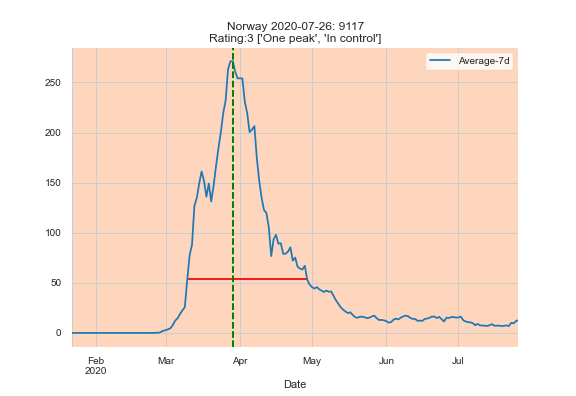 Norway 2020-07-26: 9117
Rating:3 ['One peak', 'In control']
Average-7d
250
200
150
100
50
0
Feb Mar Apr May Jun Jul
2020
Date